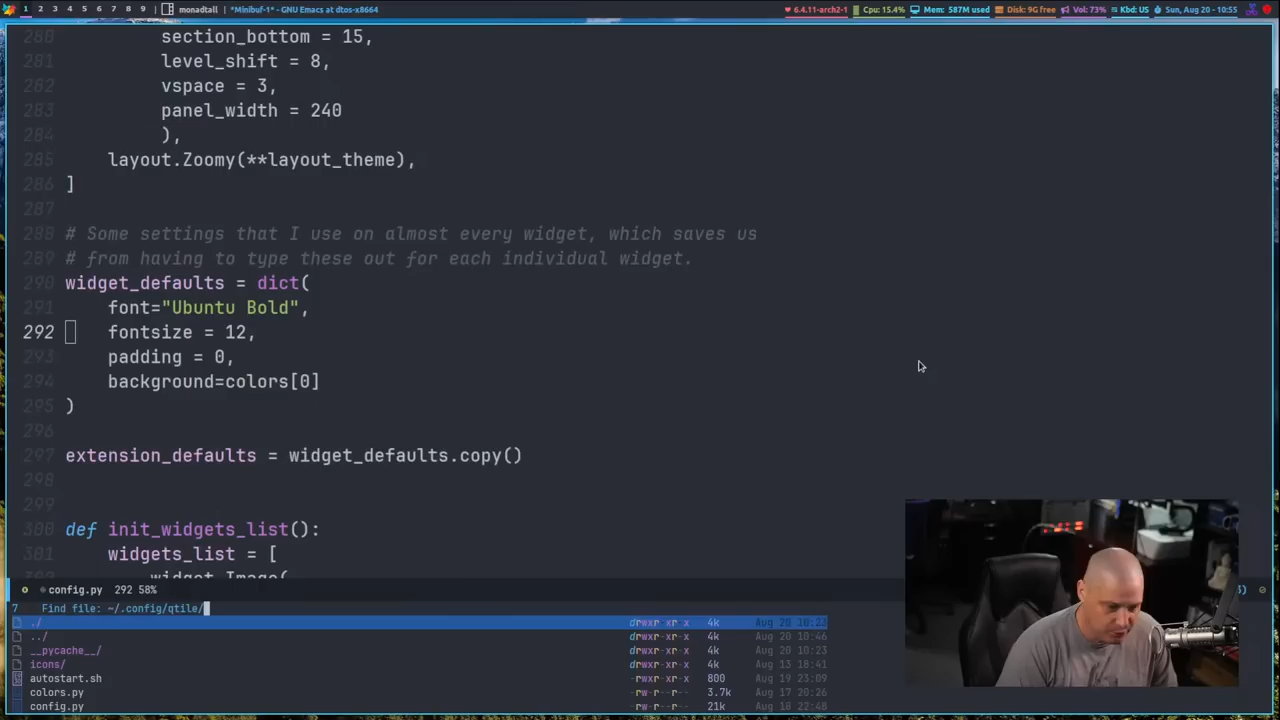 1 2 3 4 5 6 7 8 9 | monadtall | *Minibuf-1* - GNU Emacs at dtos-x8664
6.4.11-arch2-1 Cpu: 15.4% Mem: 587M used Disk: 9G free Vol: 73% Kbd: US Sun, Aug 20 - 10:55
280 section_bottom = 15,
281 level_shift = 8,
282 vspace = 3,
283 panel_width = 240
284 ),
285 layout.Zoomy(**layout_theme),
286 ]
287
288 # Some settings that I use on almost every widget, which saves us
289 # from having to type these out for each individual widget.
290 widget_defaults = dict(
291 font="Ubuntu Bold",
292 fontsize = 12,
293 padding = 0,
294 background=colors[0]
295 )
296
297 extension_defaults = widget_defaults.copy()
298
299
300 def init_widgets_list():
301 widgets_list = [
302 widget.Image(
config.py 292 58%
7 Find file: ~/.config/qtile/
./ drwxr-xr-x 4k Aug 20 10:23
../ drwxr-xr-x 4k Aug 20 10:46
__pycache__/ drwxr-xr-x 4k Aug 20 10:23
icons/ drwxr-xr-x 4k Aug 13 18:41
autostart.sh -rwxr-xr-x 800 Aug 19 23:09
colors.py -rw-r--r-- 3.7k Aug 17 20:26
config.py -rw-r--r-- 21k Aug 18 22:48